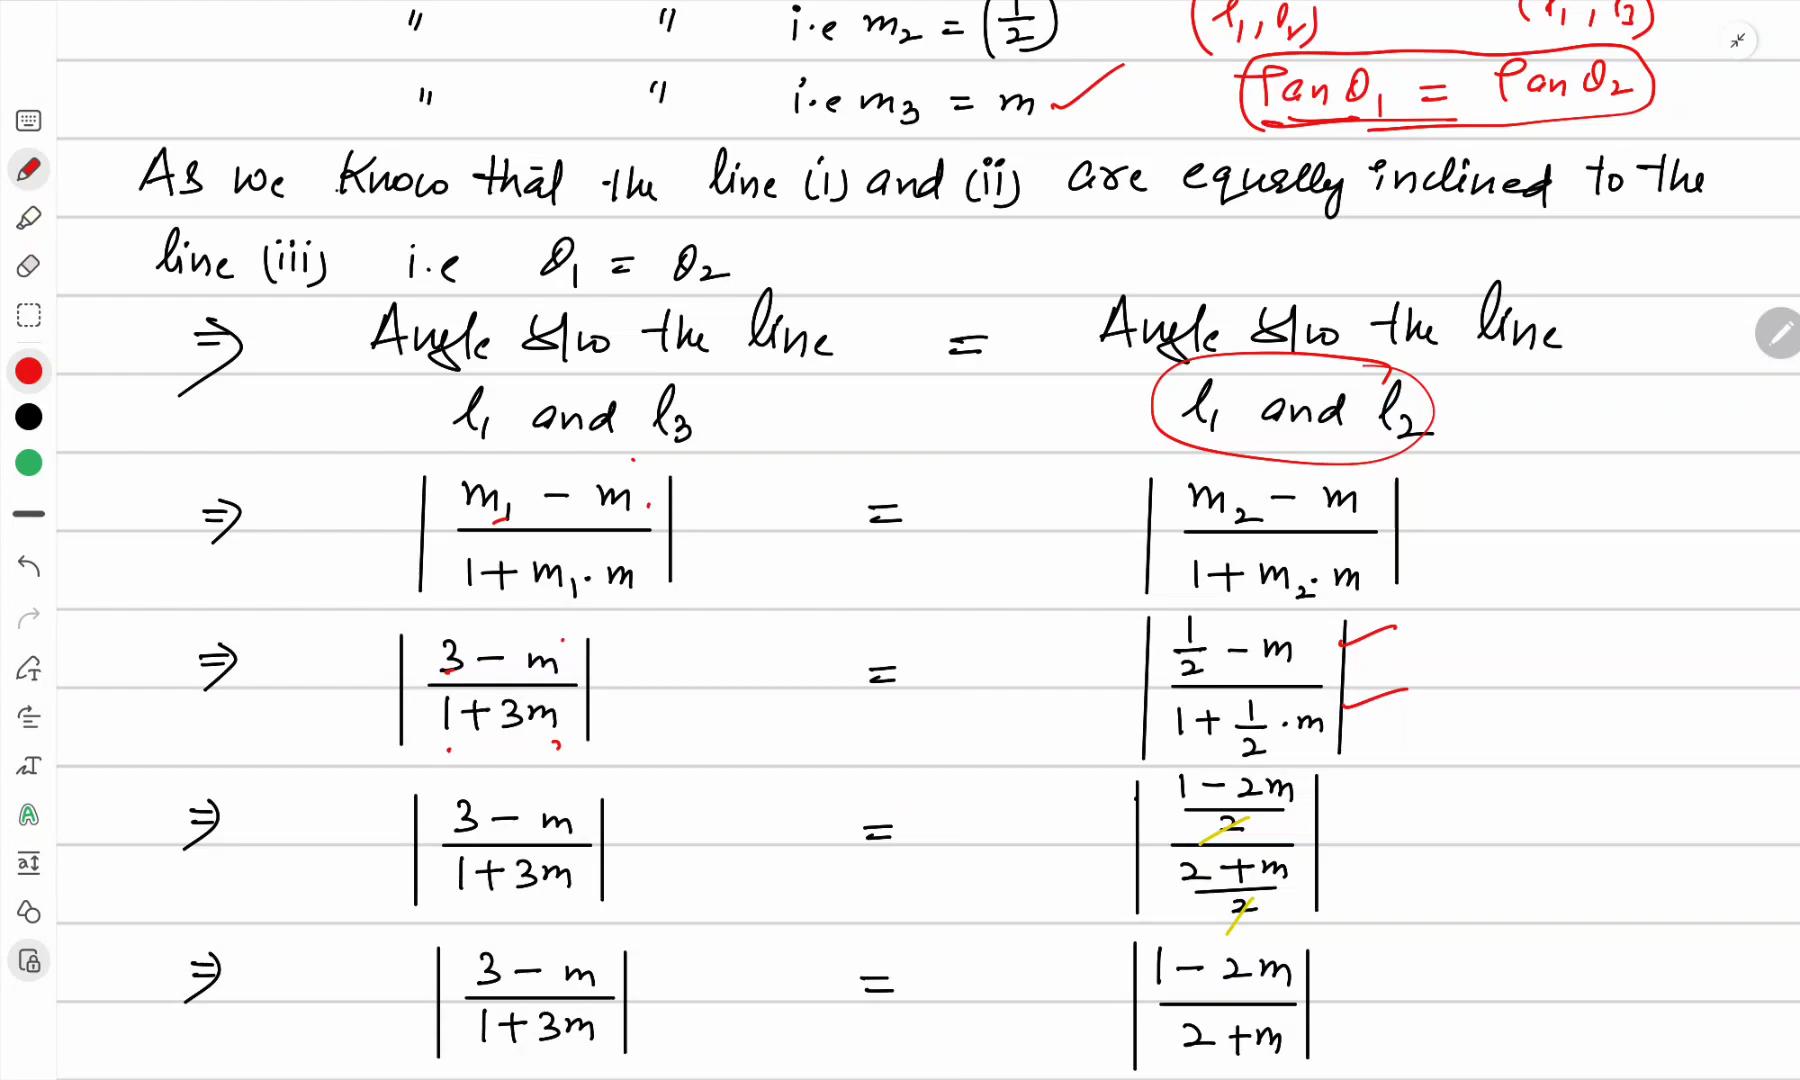 " " i.e m₂ = (1/2) (l₁, l₂) (l₁, l₃)
" " i.e m₃ = m ✓ Tan θ₁ = Tan θ₂
As we know that the line (i) and (ii) are equally inclined to the
line (iii) i.e θ₁ = θ₂
⇒ Angle b/w the line = Angle b/w the line
l₁ and l₃ l₁ and l₂
⇒ | (m₁ - m) / (1 + m₁·m) | = | (m₂ - m) / (1 + m₂·m) |
⇒ | (3 - m) / (1 + 3m) | = | (1/2 - m) / (1 + 1/2·m) |
⇒ | (3 - m) / (1 + 3m) | = | ((1 - 2m)/2) / ((2 + m)/2) |
⇒ | (3 - m) / (1 + 3m) | = | (1 - 2m) / (2 + m) |